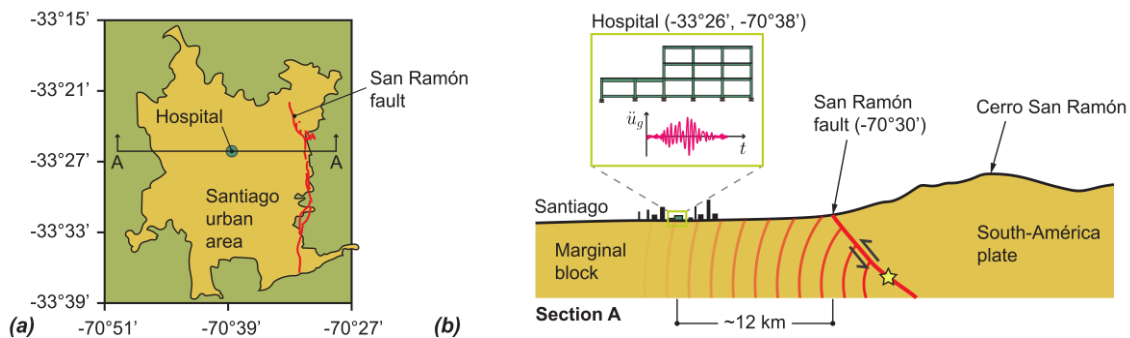 -33°15’
-33°21’
-33°27’
-33°33’
-33°39’
San Ramón
fault
Hospital
A
A
Santiago
urban
area
(a)
-70°51’
-70°39’
-70°27’
Hospital (-33°26’, -70°38’)
ü_g
t
San Ramón
fault (-70°30’)
Cerro San Ramón
Santiago
Marginal
block
South-América
plate
(b)
Section A
~12 km